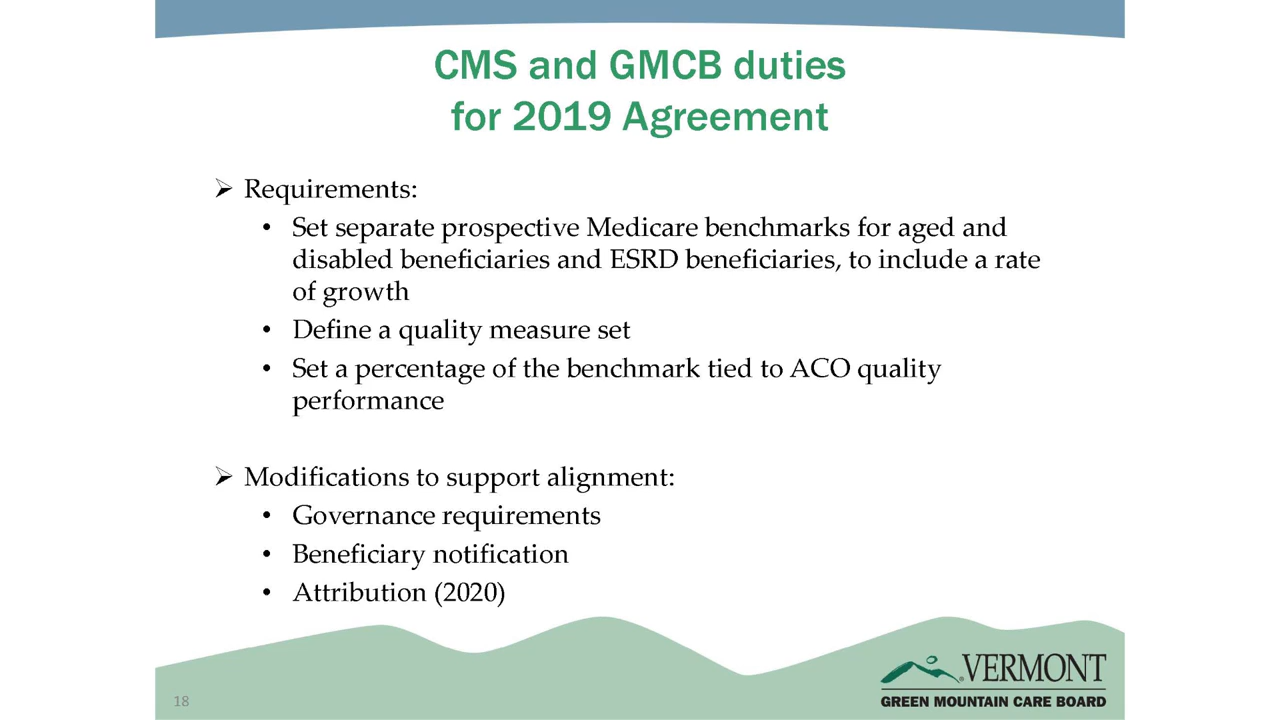 CMS and GMCB duties
for 2019 Agreement
➢ Requirements:
• Set separate prospective Medicare benchmarks for aged and
disabled beneficiaries and ESRD beneficiaries, to include a rate
of growth
• Define a quality measure set
• Set a percentage of the benchmark tied to ACO quality
performance
➢ Modifications to support alignment:
• Governance requirements
• Beneficiary notification
• Attribution (2020)
18
VERMONT
GREEN MOUNTAIN CARE BOARD